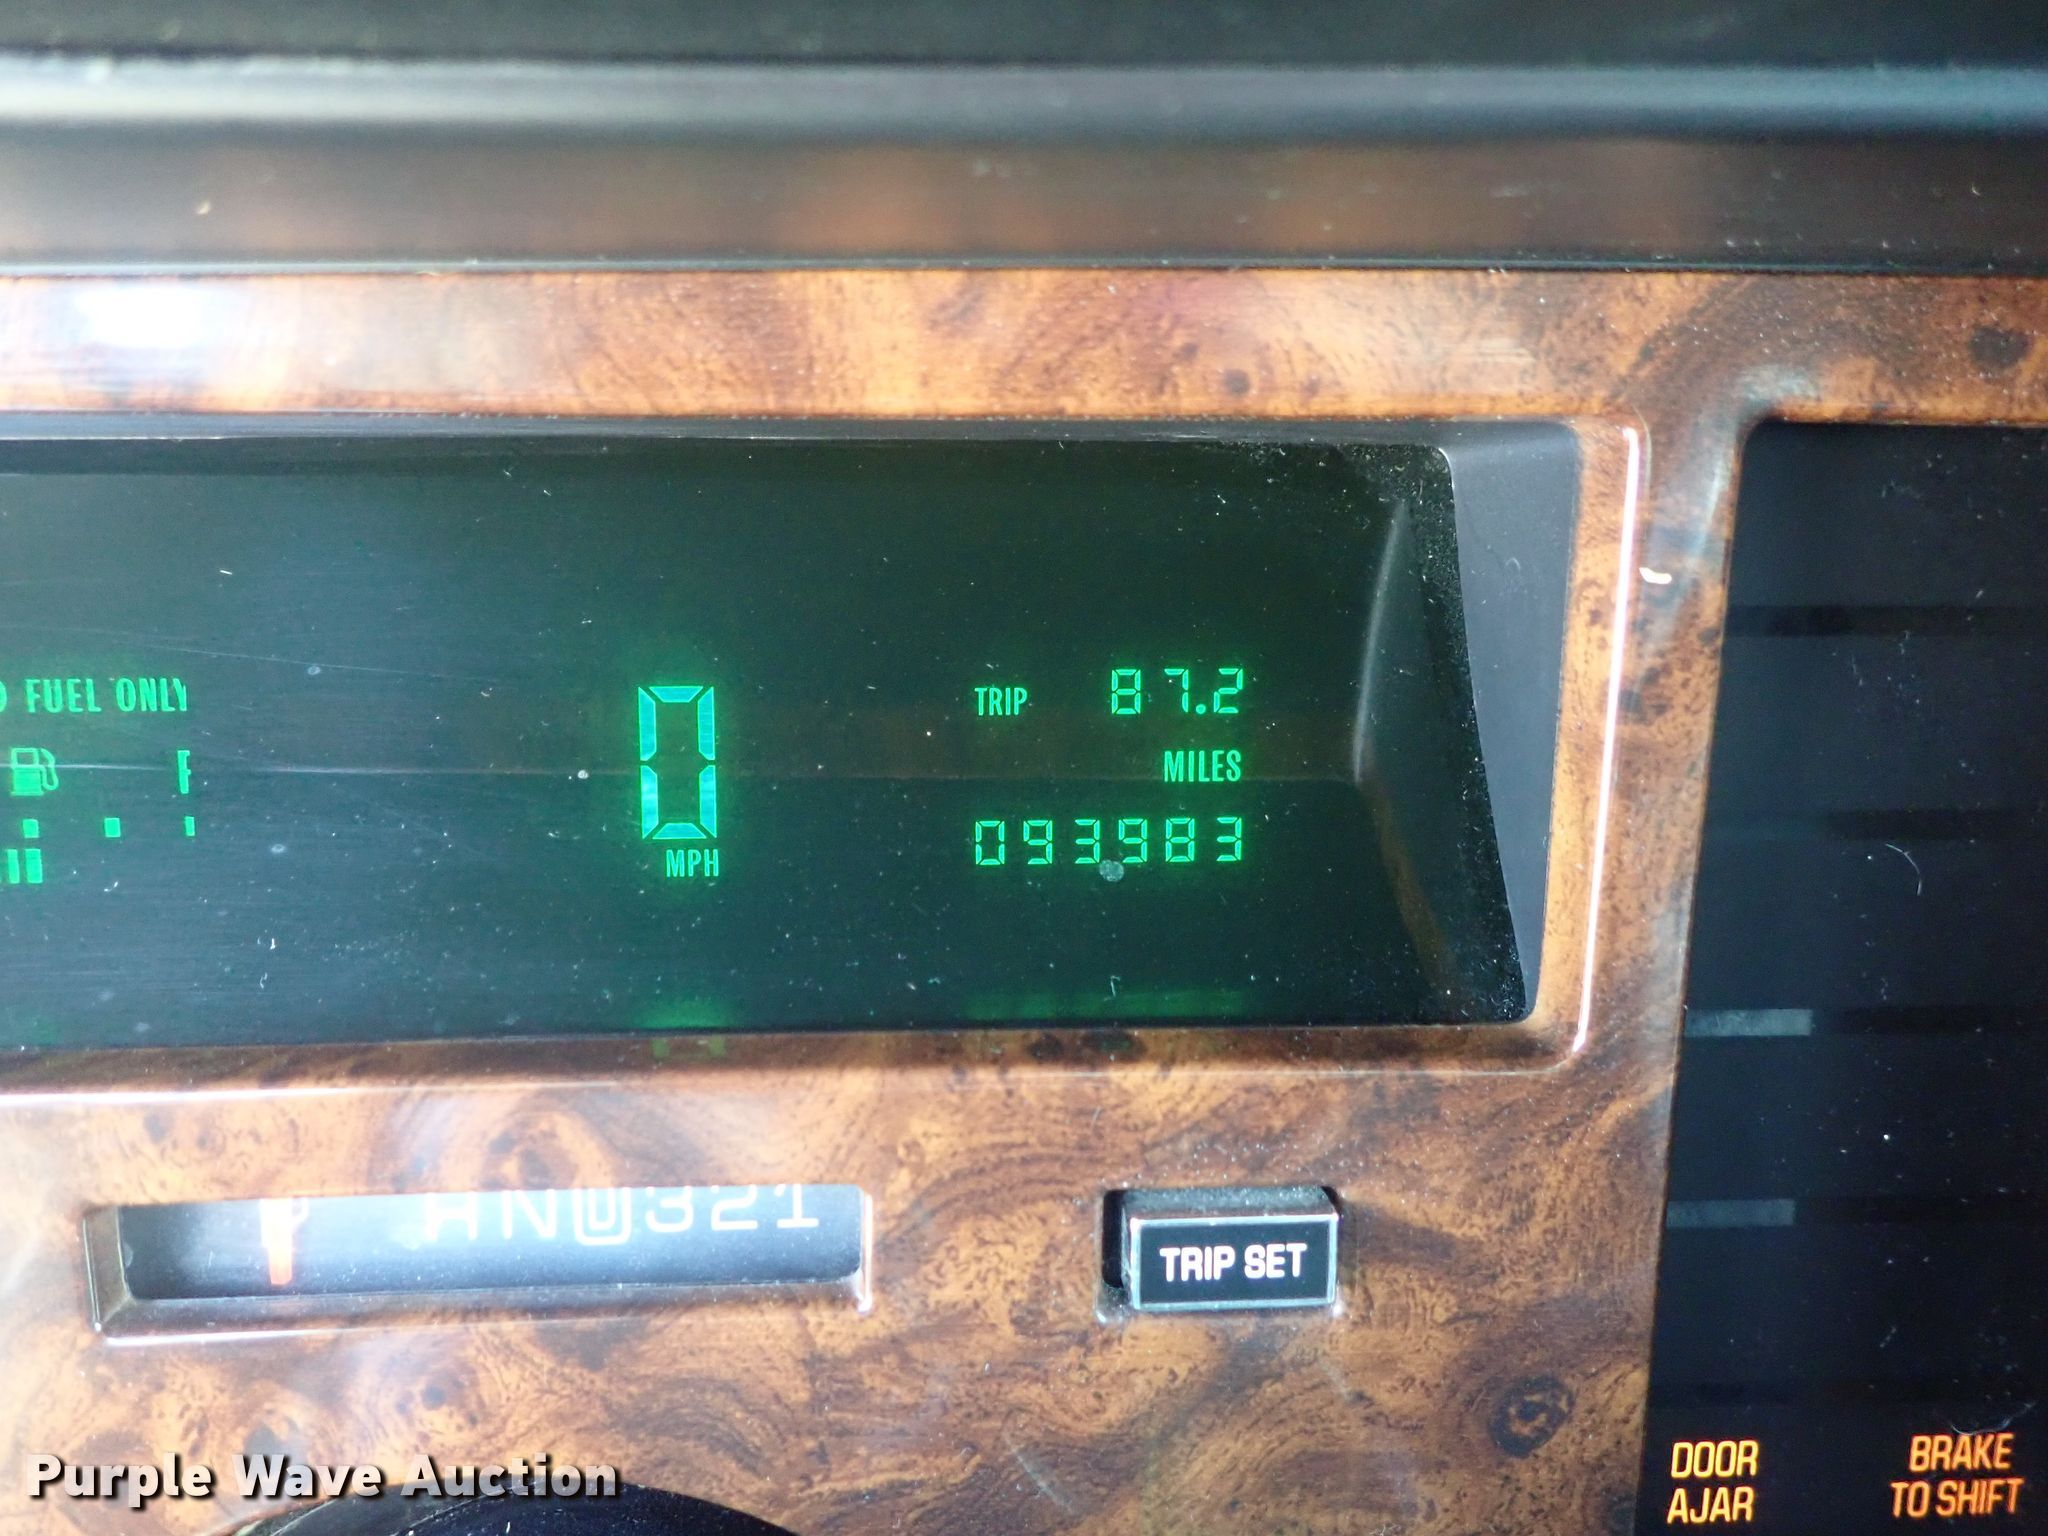 FUEL ONLY
TRIP 87.2
MILES
0
MPH
093983
N D 3 2 1
TRIP SET
DOOR
AJAR
BRAKE
TO SHIFT
Purple Wave Auction